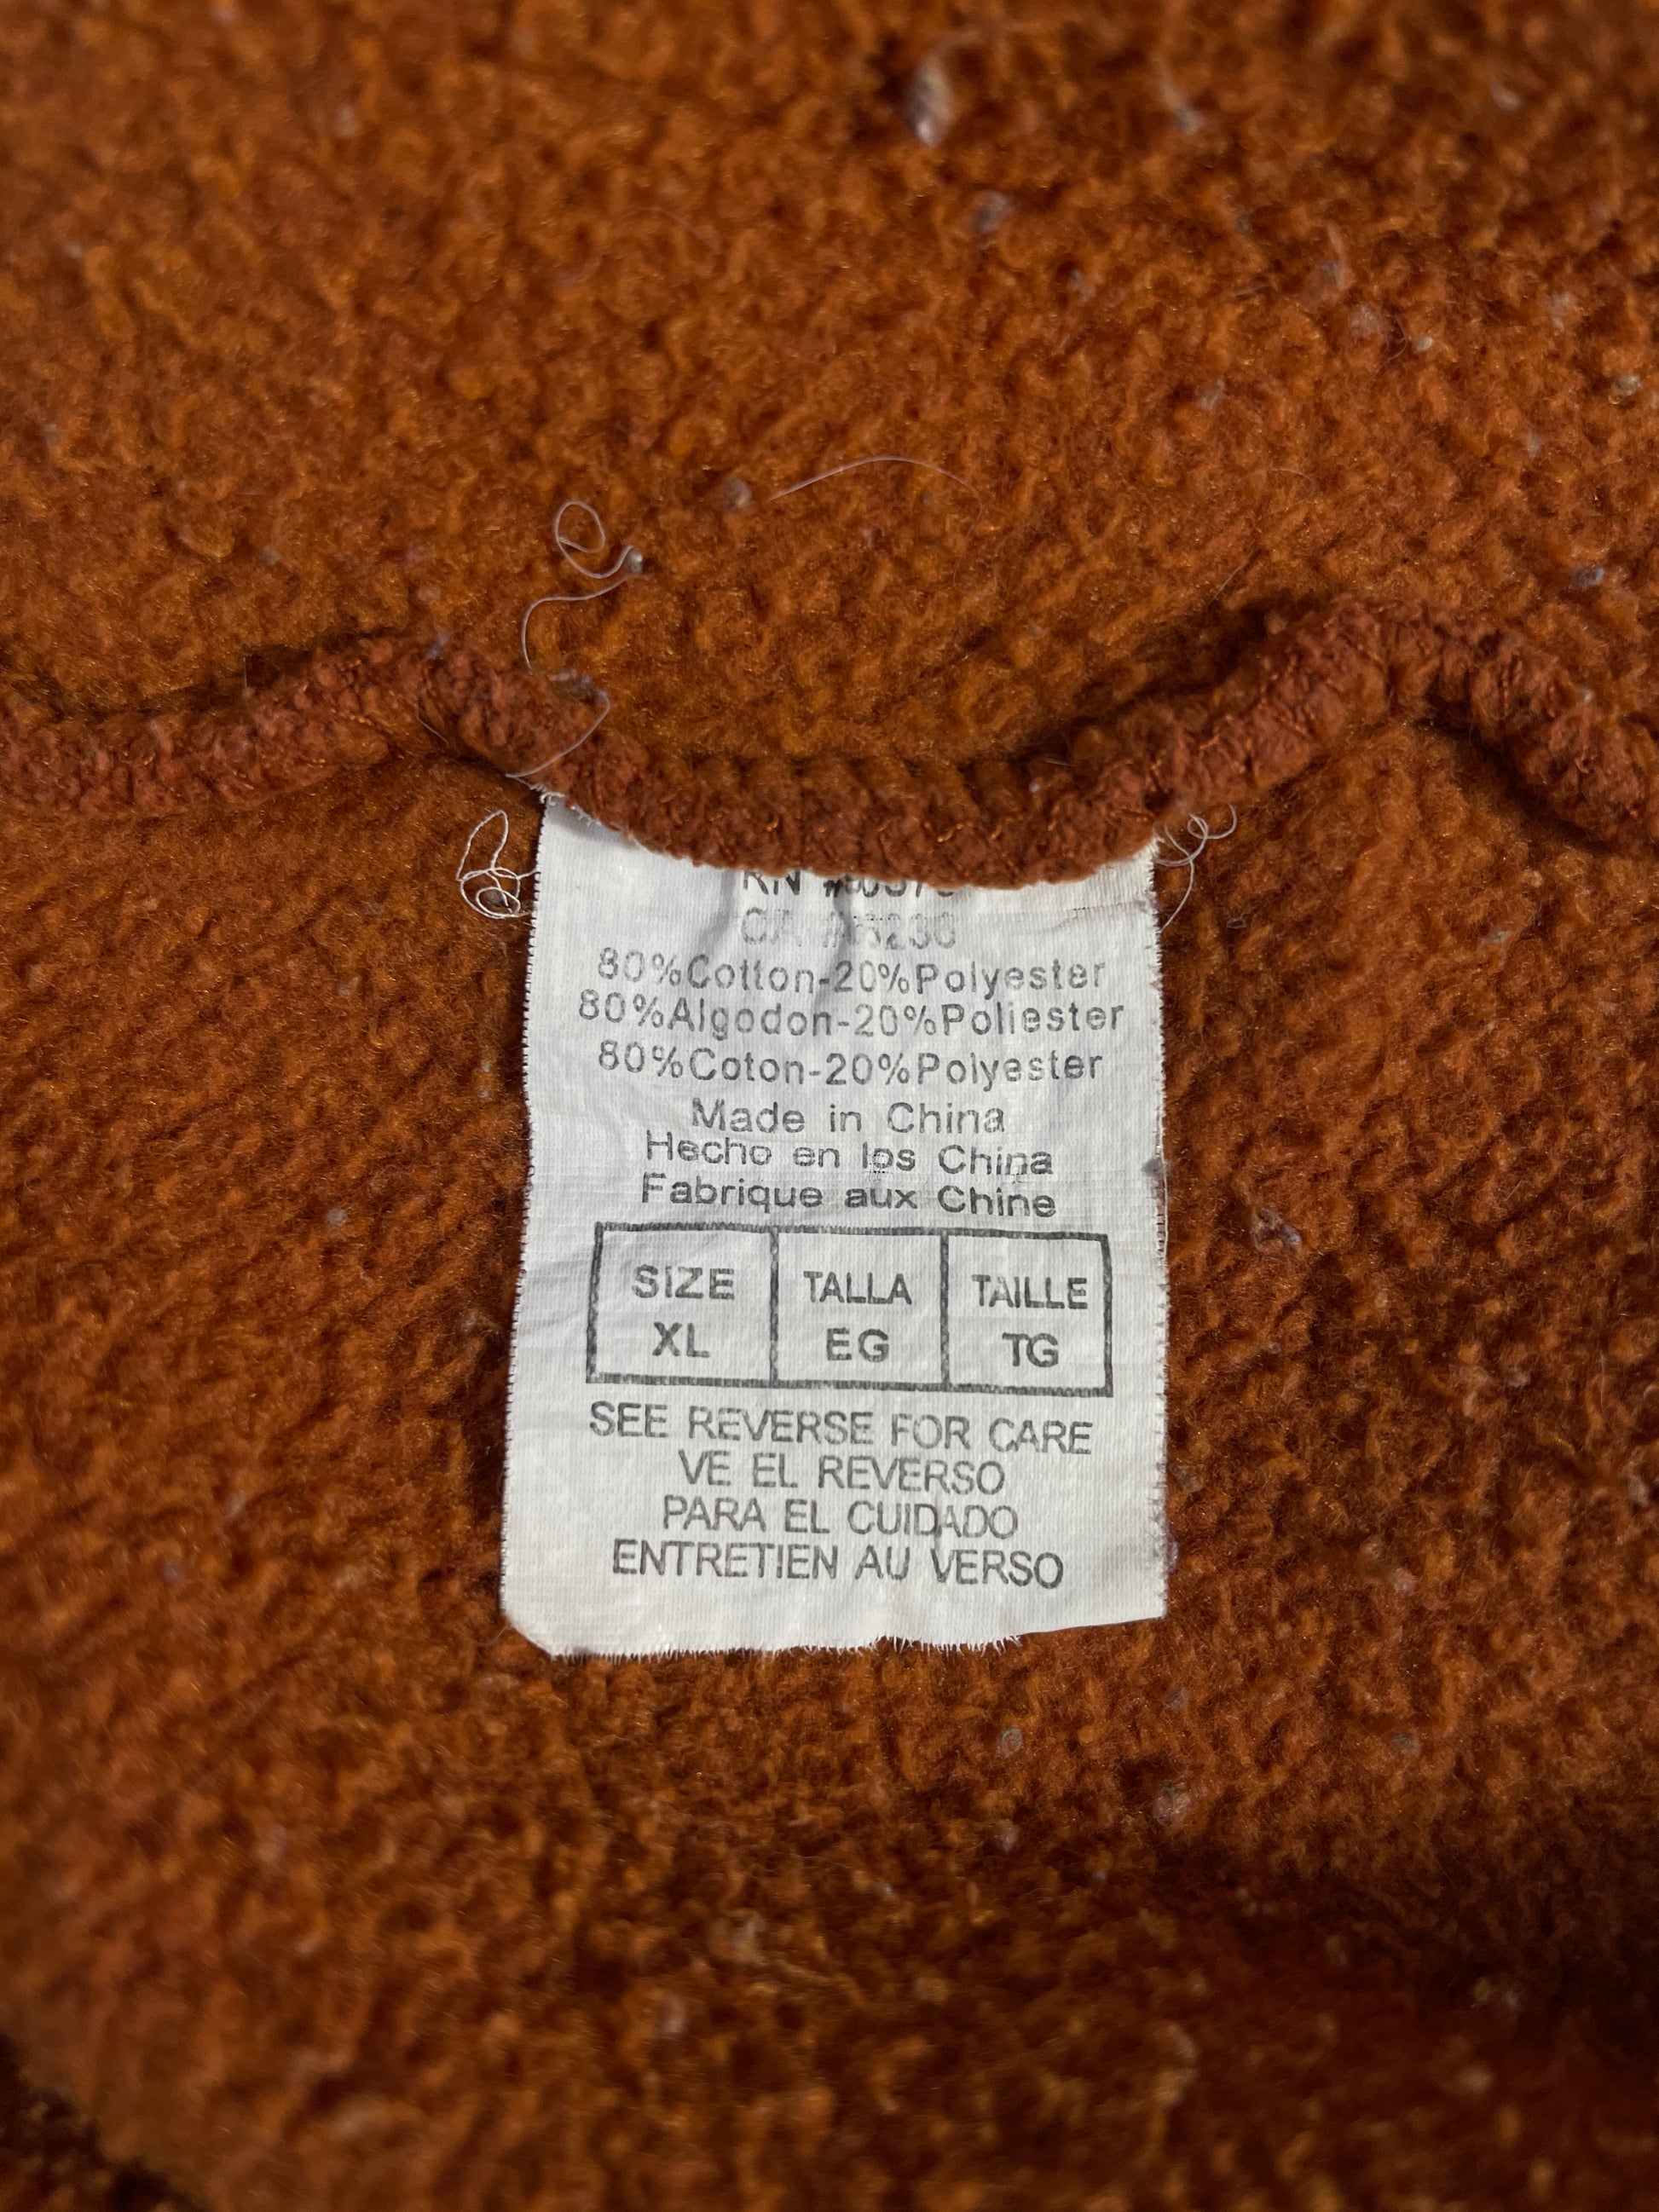 RN
80%Cotton-20%Polyester
80%Algodon-20%Poliester
80%Coton-20%Polyester
Made in China
Hecho en los China
Fabrique aux Chine
SIZE TALLA TAILLE
XL EG TG
SEE REVERSE FOR CARE
VE EL REVERSO
PARA EL CUIDADO
ENTRETIEN AU VERSO